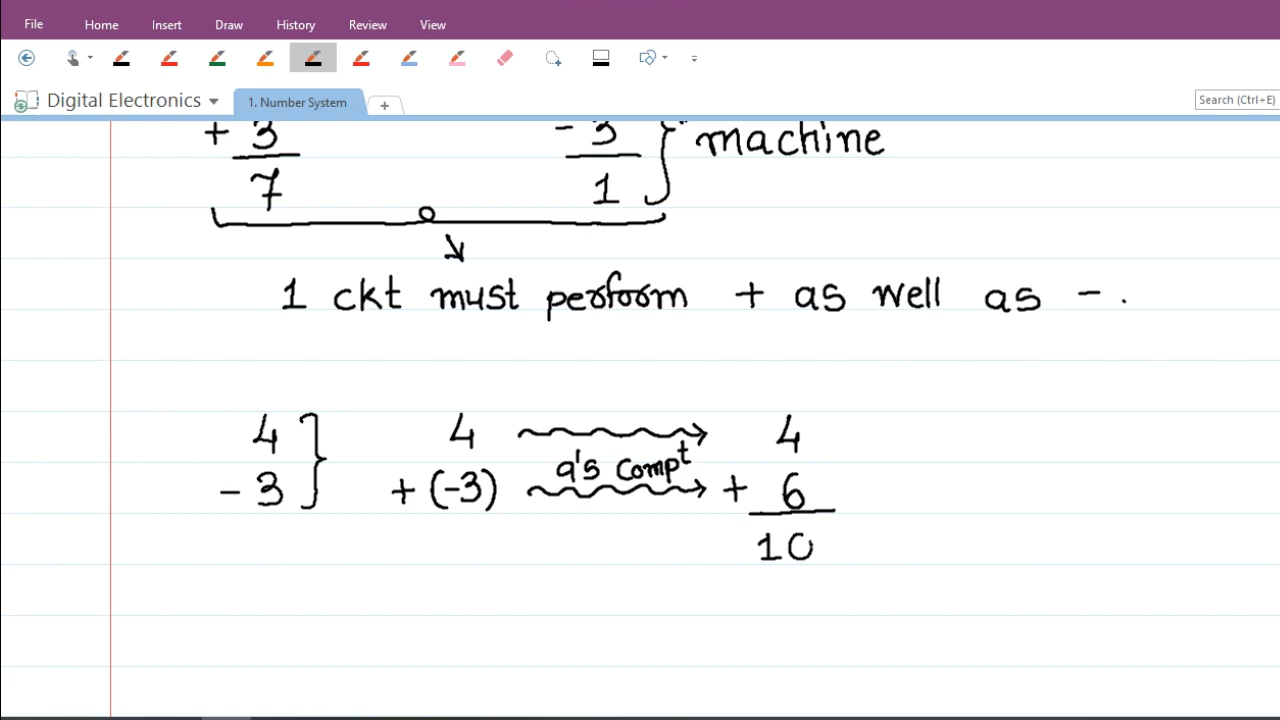 File Home Insert Draw History Review View
Digital Electronics 1. Number System + Search (Ctrl+E)
+ 3 - 3 machine
7 1
1 ckt must perform + as well as - .
4 4 4
9's Compt
- 3 + (-3) + 6
10